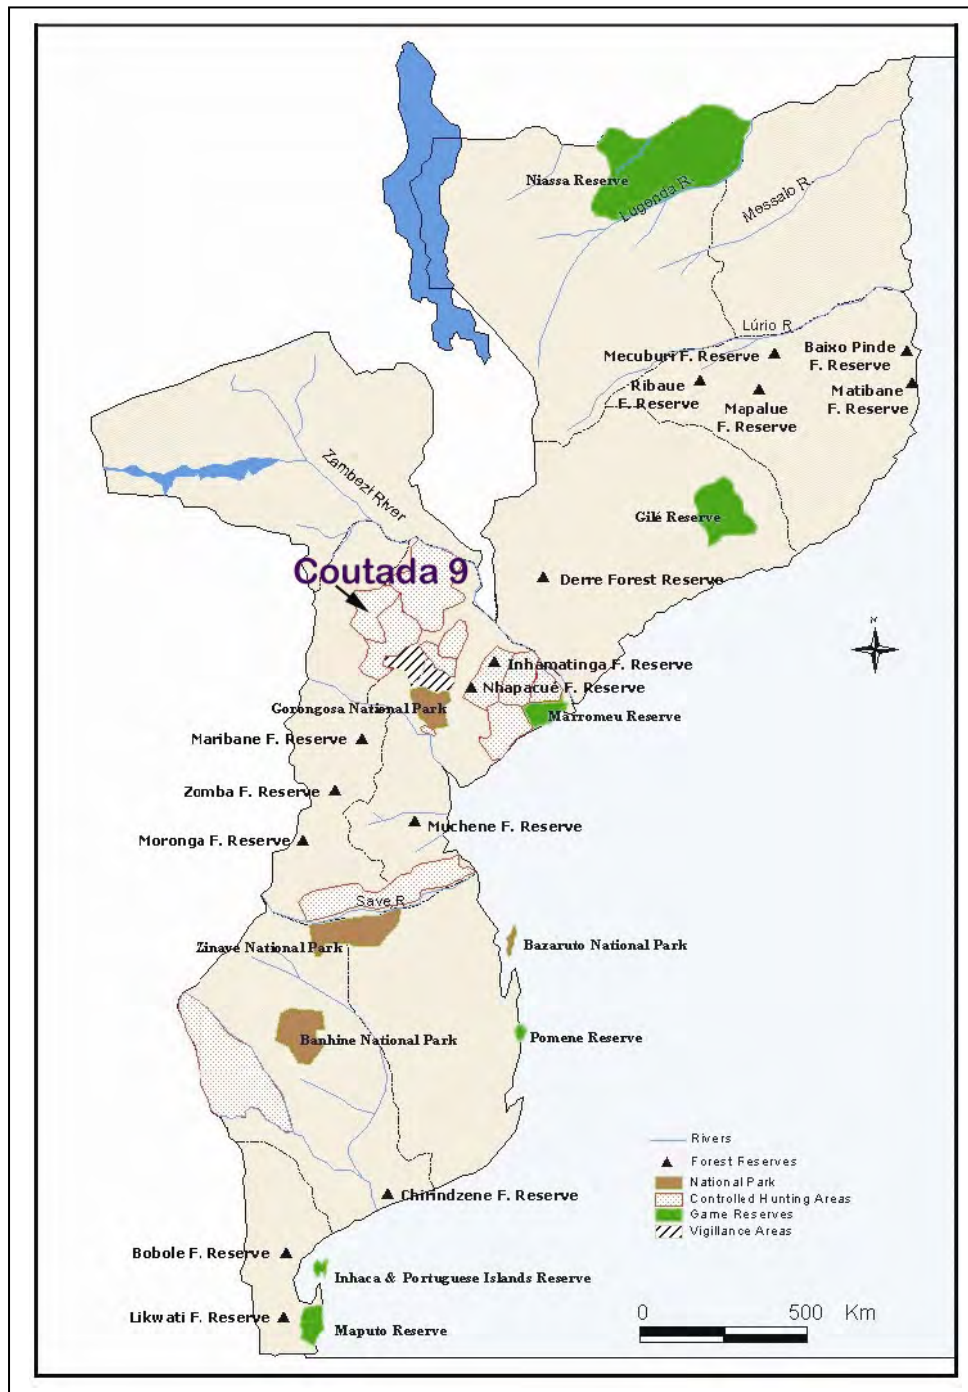 Niassa Reserve
Lugenda R.
Messalo R.
Lúrio R
Mecuburi F. Reserve
Baixo Pinde
F. Reserve
Ribaue
F. Reserve
Mapalue
F. Reserve
Matibane
F. Reserve
Zambezi River
Gilé Reserve
Coutada 9
Derre Forest Reserve
N
Inhamatinga F. Reserve
Nhapacué F. Reserve
Gorongosa National Park
Marromeu Reserve
Maribane F. Reserve
Zomba F. Reserve
Muchene F. Reserve
Moronga F. Reserve
Save R
Zinave National Park
Bazaruto National Park
Banhine National Park
Pomene Reserve
Rivers
Forest Reserves
National Park
Controlled Hunting Areas
Game Reserves
Vigillance Areas
Chirindzene F. Reserve
Bobole F. Reserve
Inhaca & Portuguese Islands Reserve
Likwati F. Reserve
Maputo Reserve
0 500 Km